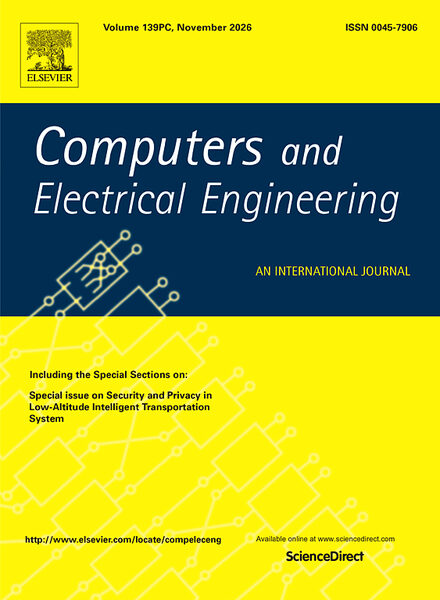 Volume 139PC, November 2026
ISSN 0045-7906
ELSEVIER
Computers and
Electrical Engineering
AN INTERNATIONAL JOURNAL
Including the Special Sections on:
Special issue on Security and Privacy in
Low-Altitude Intelligent Transportation
System
http://www.elsevier.com/locate/compeleceng
Available online at www.sciencedirect.com
ScienceDirect